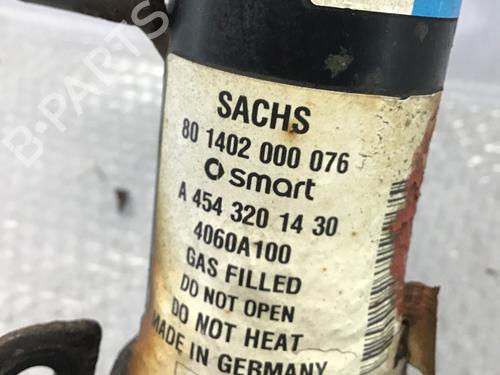 B-PARTS
SACHS
80 1402 000 076
smart
A 454 320 14 30
4060A100
GAS FILLED
DO NOT OPEN
DO NOT HEAT
MADE IN GERMANY